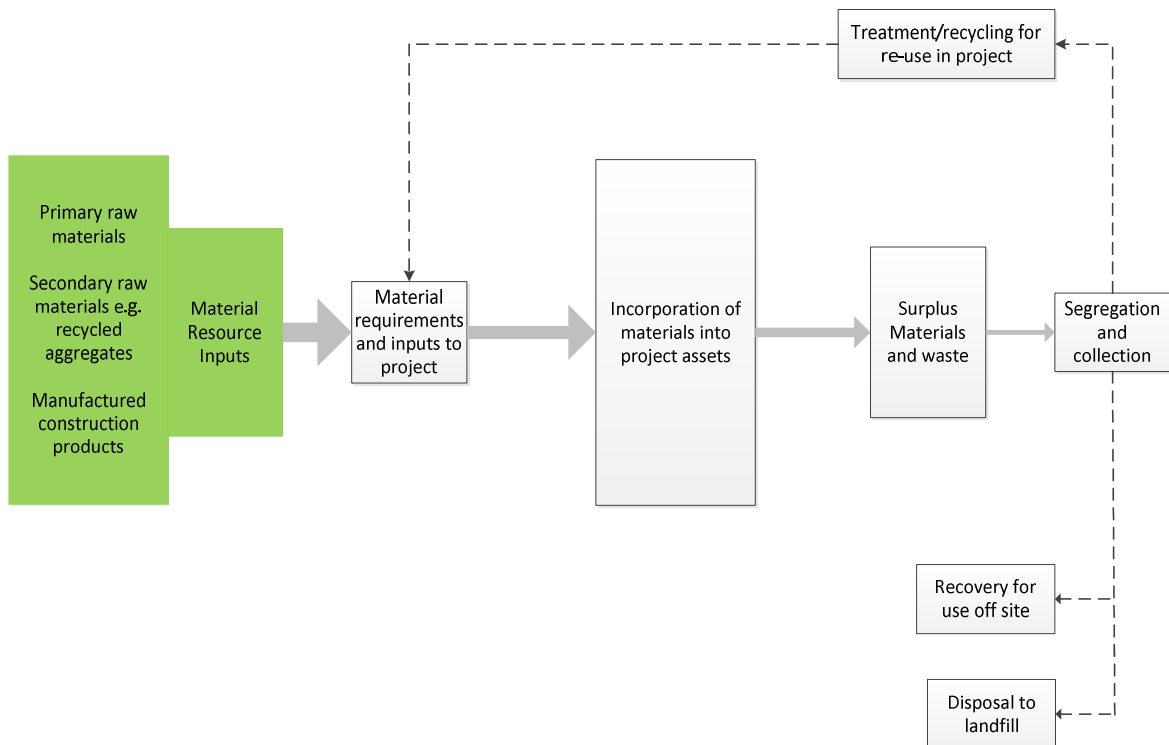 Treatment/recycling for
re-use in project
Primary raw
materials
Secondary raw
materials e.g.
recycled
aggregates
Manufactured
construction
products
Material
Resource
Inputs
Material
requirements
and inputs to
project
Incorporation of
materials into
project assets
Surplus
Materials
and waste
Segregation
and
collection
Recovery for
use off site
Disposal to
landfill